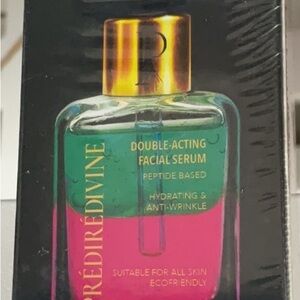 PRÉDIRÉDIVINE
DOUBLE-ACTING
FACIAL SERUM
PEPTIDE BASED
HYDRATING &
ANTI-WRINKLE
SUITABLE FOR ALL SKIN
ECOFRIENDLY